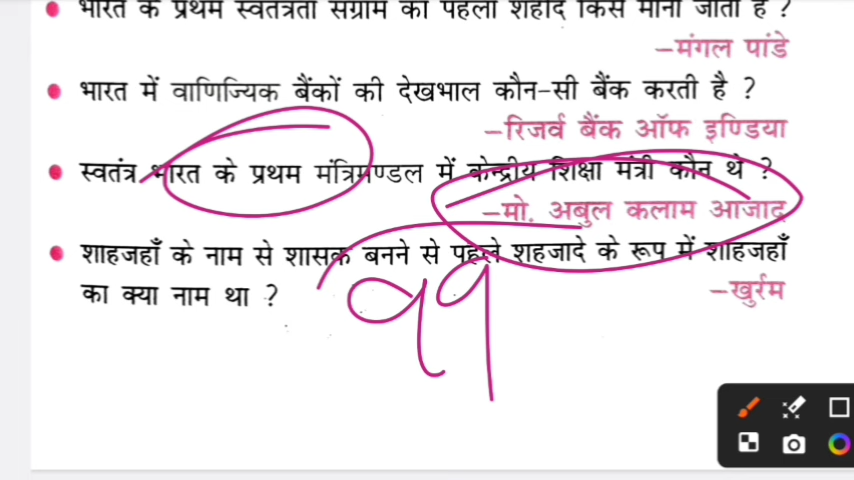 भारत के प्रथम स्वतंत्रता संग्राम का पहला शहीद किसे माना जाता है ?
–मंगल पांडे
भारत में वाणिज्यिक बैंकों की देखभाल कौन-सी बैंक करती है ?
–रिजर्व बैंक ऑफ इण्डिया
स्वतंत्र भारत के प्रथम मंत्रिमण्डल में केन्द्रीय शिक्षा मंत्री कौन थे ?
–मो. अबुल कलाम आजाद
शाहजहाँ के नाम से शासक बनने से पहले शहजादे के रूप में शाहजहाँ
का क्या नाम था ?
–खुर्रम